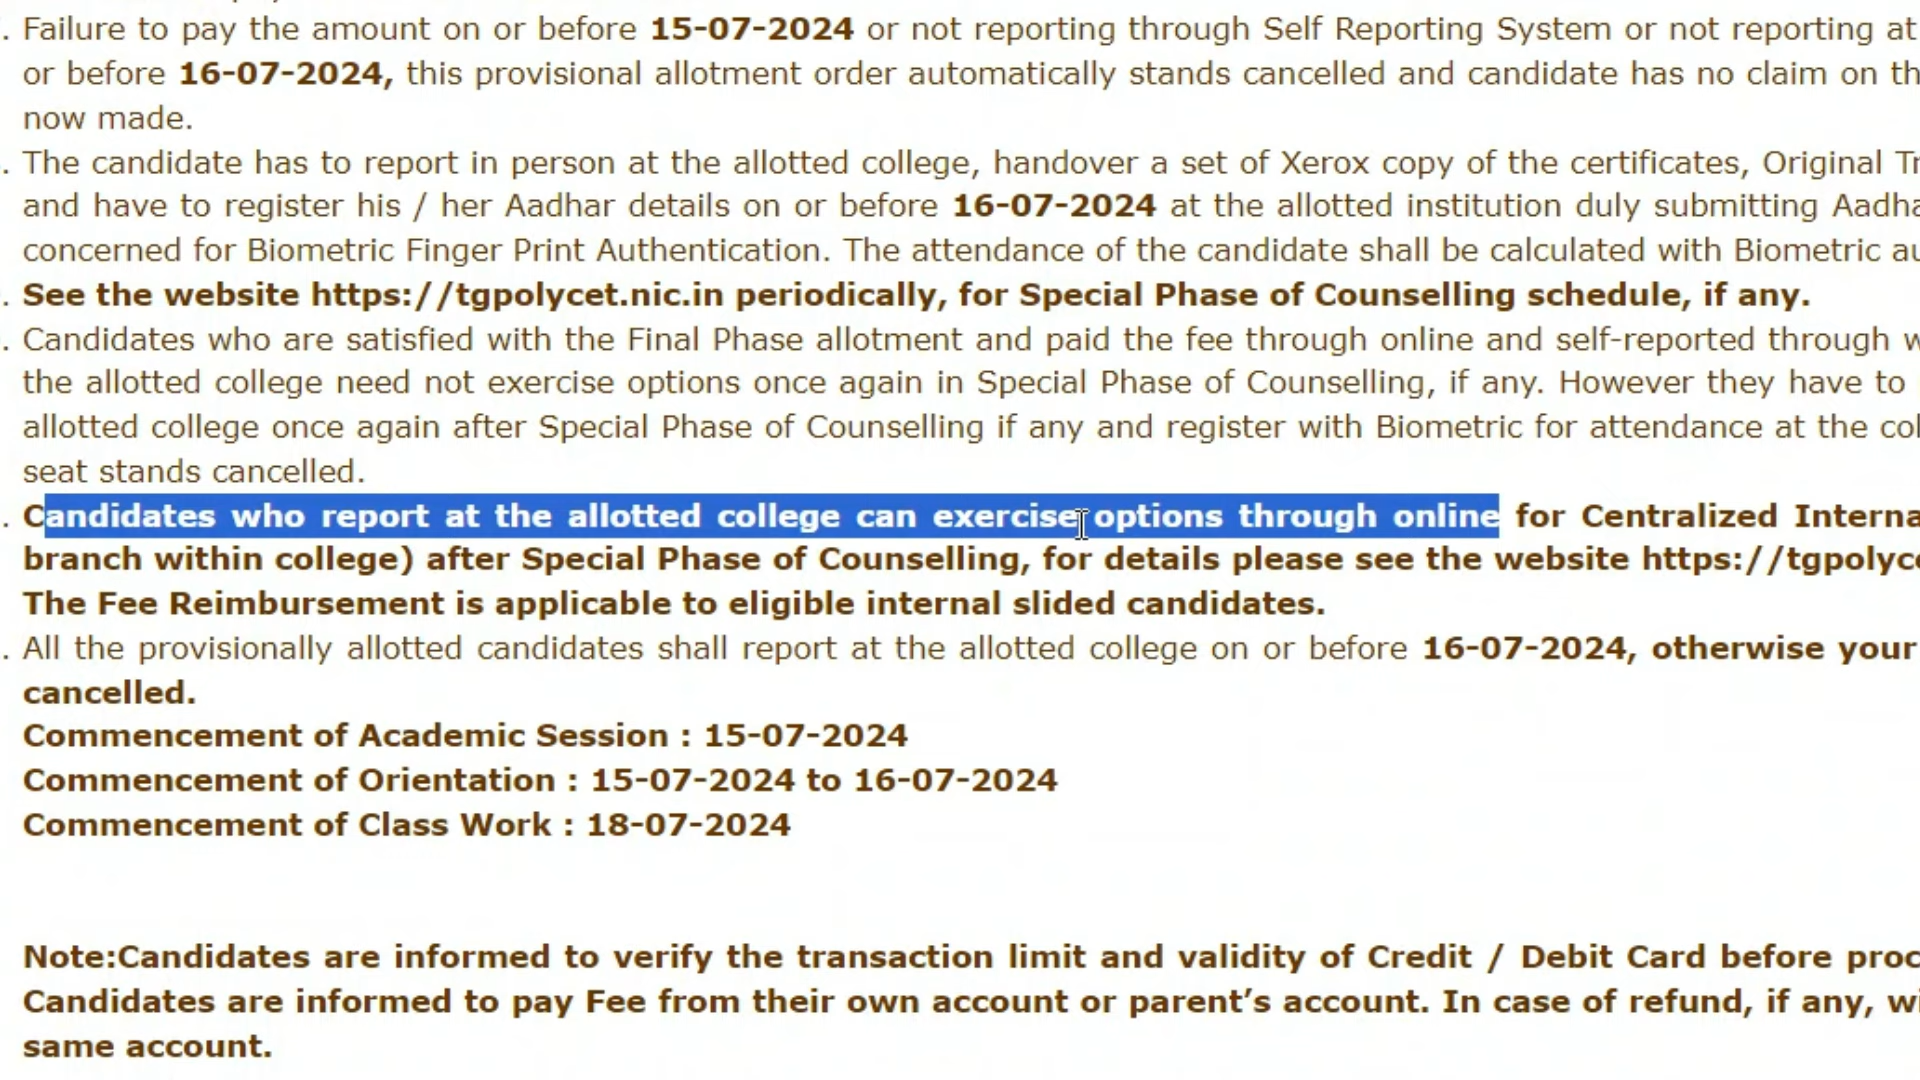 . Failure to pay the amount on or before 15-07-2024 or not reporting through Self Reporting System or not reporting at
or before 16-07-2024, this provisional allotment order automatically stands cancelled and candidate has no claim on th
now made.
. The candidate has to report in person at the allotted college, handover a set of Xerox copy of the certificates, Original Tr
and have to register his / her Aadhar details on or before 16-07-2024 at the allotted institution duly submitting Aadha
concerned for Biometric Finger Print Authentication. The attendance of the candidate shall be calculated with Biometric au
. See the website https://tgpolycet.nic.in periodically, for Special Phase of Counselling schedule, if any.
. Candidates who are satisfied with the Final Phase allotment and paid the fee through online and self-reported through w
the allotted college need not exercise options once again in Special Phase of Counselling, if any. However they have to
allotted college once again after Special Phase of Counselling if any and register with Biometric for attendance at the col
seat stands cancelled.
. Candidates who report at the allotted college can exercise options through online for Centralized Interna
branch within college) after Special Phase of Counselling, for details please see the website https://tgpolyce
The Fee Reimbursement is applicable to eligible internal slided candidates.
. All the provisionally allotted candidates shall report at the allotted college on or before 16-07-2024, otherwise your
cancelled.
Commencement of Academic Session : 15-07-2024
Commencement of Orientation : 15-07-2024 to 16-07-2024
Commencement of Class Work : 18-07-2024
Note:Candidates are informed to verify the transaction limit and validity of Credit / Debit Card before proc
Candidates are informed to pay Fee from their own account or parent’s account. In case of refund, if any, wi
same account.